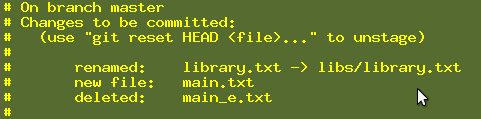 # On branch master
# Changes to be committed:
#   (use "git reset HEAD <file>..." to unstage)
#
#       renamed:    library.txt -> libs/library.txt
#       new file:   main.txt
#       deleted:    main_e.txt
#